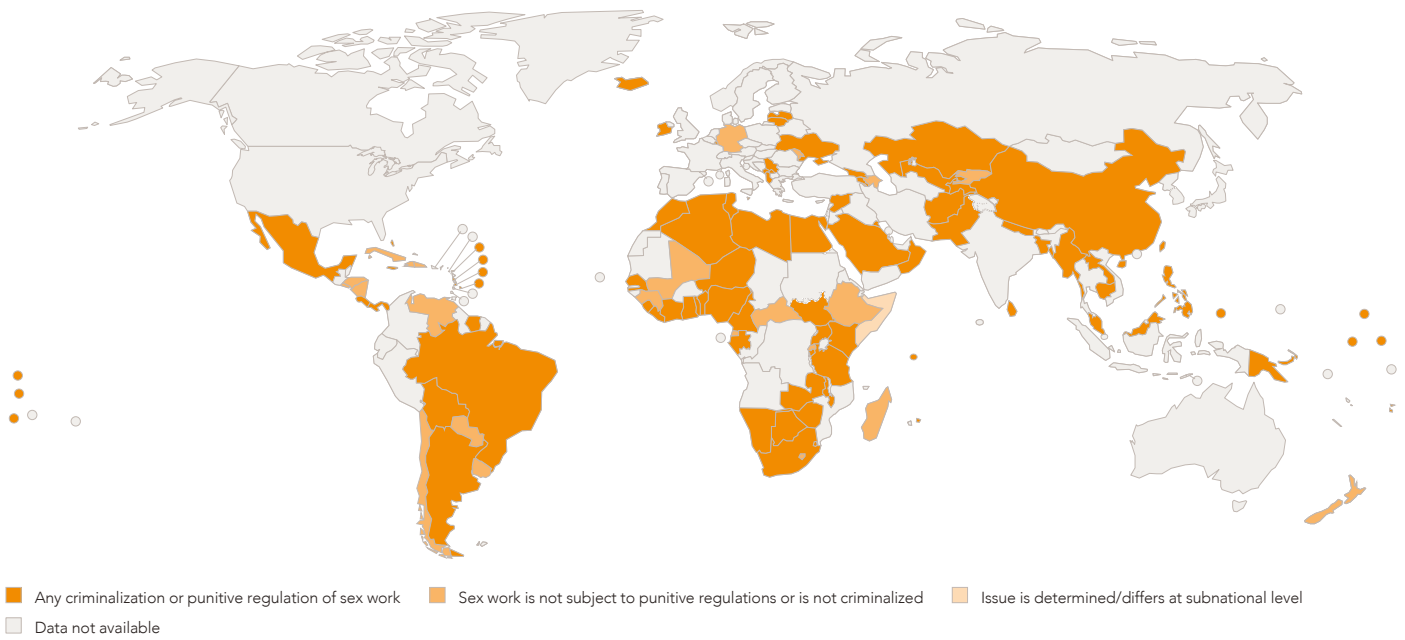 Any criminalization or punitive regulation of sex work
Sex work is not subject to punitive regulations or is not criminalized
Issue is determined/differs at subnational level
Data not available